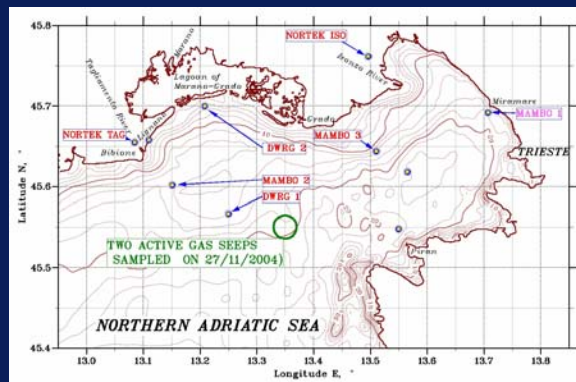 NORTEK ISO
Marano
Isonzo River
Lagoon of
Marano-Grado
Tagliamento River
Lignano
Grado
Miramare
MAMBO 1
NORTEK TAG
Bibione
DWRG 2
MAMBO 3
TRIESTE
MAMBO 2
DWRG 1
TWO ACTIVE GAS SEEPS
SAMPLED ON 27/11/2004)
Piran
NORTHERN ADRIATIC SEA
45.8
45.7
45.6
45.5
45.4
Latitude N, °
13.0 13.1 13.2 13.3 13.4 13.5 13.6 13.7 13.8
Longitude E, °